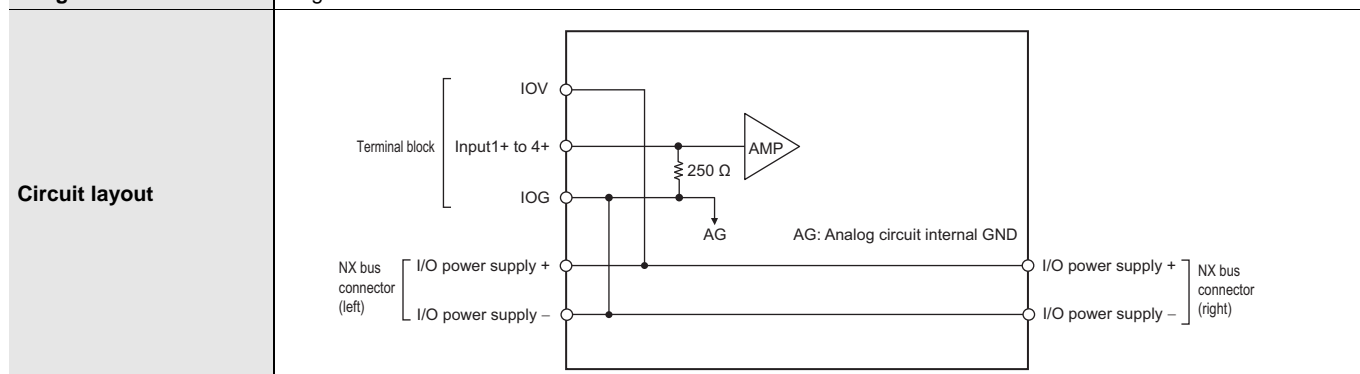 Circuit layout
IOV
Terminal block
Input1+ to 4+
AMP
250 Ω
IOG
AG
AG: Analog circuit internal GND
NX bus
connector
(left)
I/O power supply +
I/O power supply –
I/O power supply +
I/O power supply –
NX bus
connector
(right)